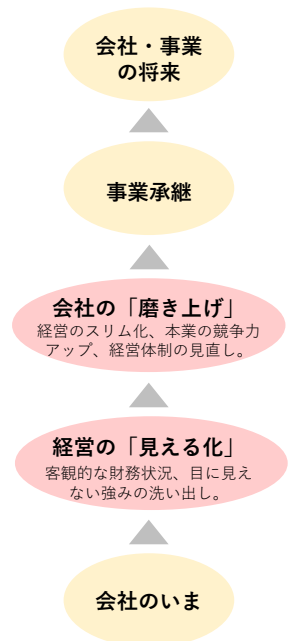 会社・事業
の将来
事業承継
会社の「磨き上げ」
経営のスリム化、本業の競争力
アップ、経営体制の見直し。
経営の「見える化」
客観的な財務状況、目に見え
ない強みの洗い出し。
会社のいま